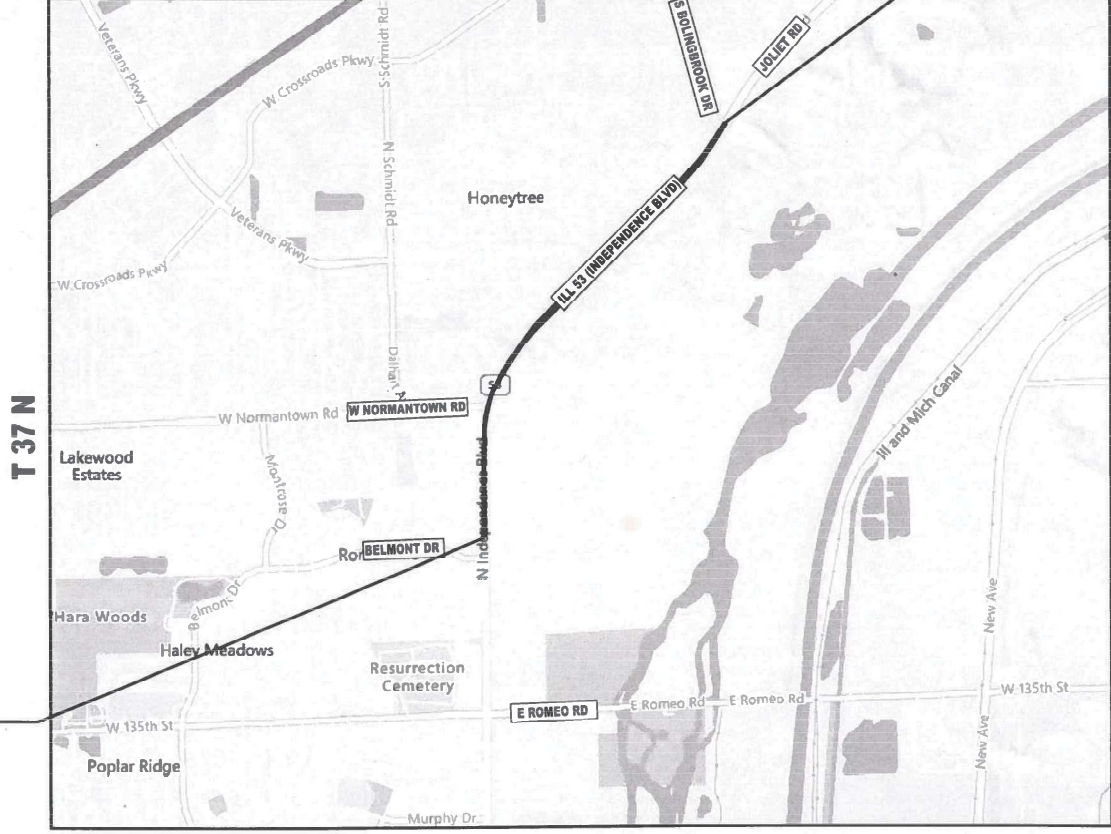 S BOLINGBROOK DR
JOLIET RD
Veterans Pkwy
S Schmidt Rd
W Crossroads Pkwy
N Schmidt Rd
Honeytree
ILL 53 (INDEPENDENCE BLVD)
Veterans Pkwy
W Crossroads Pkwy
Dalhart
W Normantown Rd
W NORMANTOWN RD
T 37 N
Lakewood
Estates
Ill and Mich Canal
Montrose Dr
N Independence Blvd
BELMONT DR
Belmont Dr
Hara Woods
Haley Meadows
New Ave
Resurrection
Cemetery
W 135th St
E ROMEO RD
E Romeo Rd
E Romeo Rd
W 135th St
New Ave
Poplar Ridge
Murphy Dr